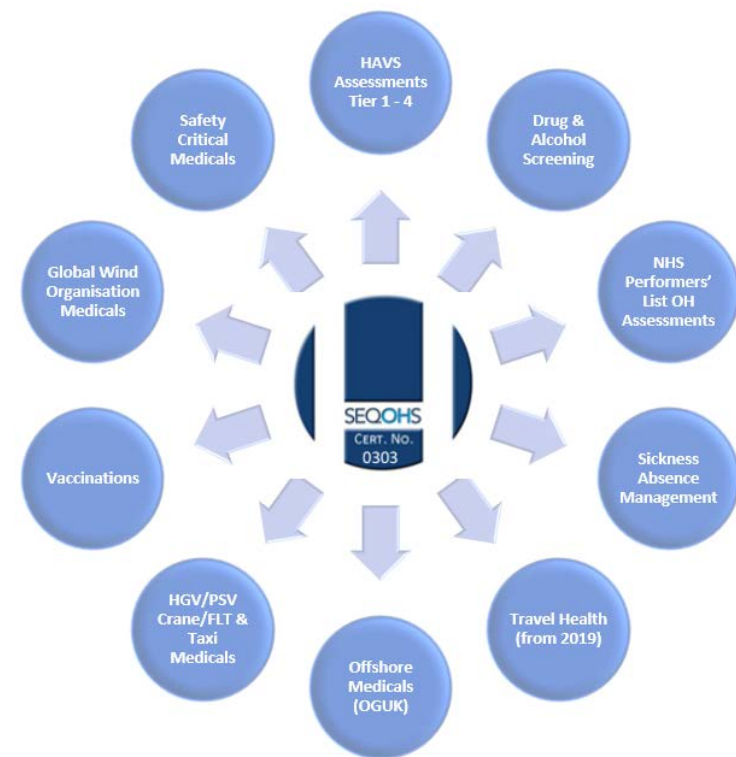 HAVS
Assessments
Tier 1 - 4
Drug &
Alcohol
Screening
NHS
Performers'
List OH
Assessments
Sickness
Absence
Management
Travel Health
(from 2019)
Offshore
Medicals
(OGUK)
HGV/PSV
Crane/FLT &
Taxi
Medicals
Vaccinations
Global Wind
Organisation
Medicals
Safety
Critical
Medicals
SEQOHS
CERT. NO.
0303